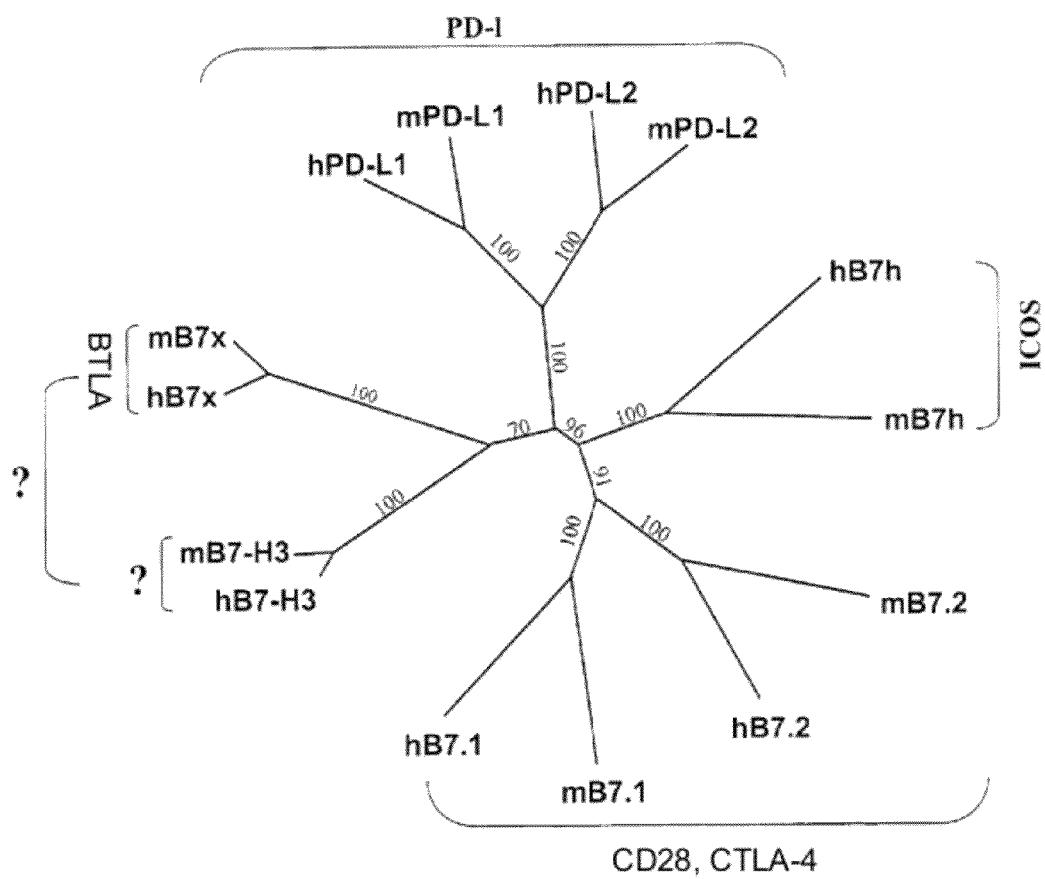 PD-1
hPD-L2
mPD-L1
mPD-L2
hPD-L1
100
100
hB7h
ICOS
mB7x
BTLA
hB7x
100
100
100
mB7h
70
96
?
91
100
100
100
mB7-H3
?
hB7-H3
mB7.2
hB7.1
hB7.2
mB7.1
CD28, CTLA-4